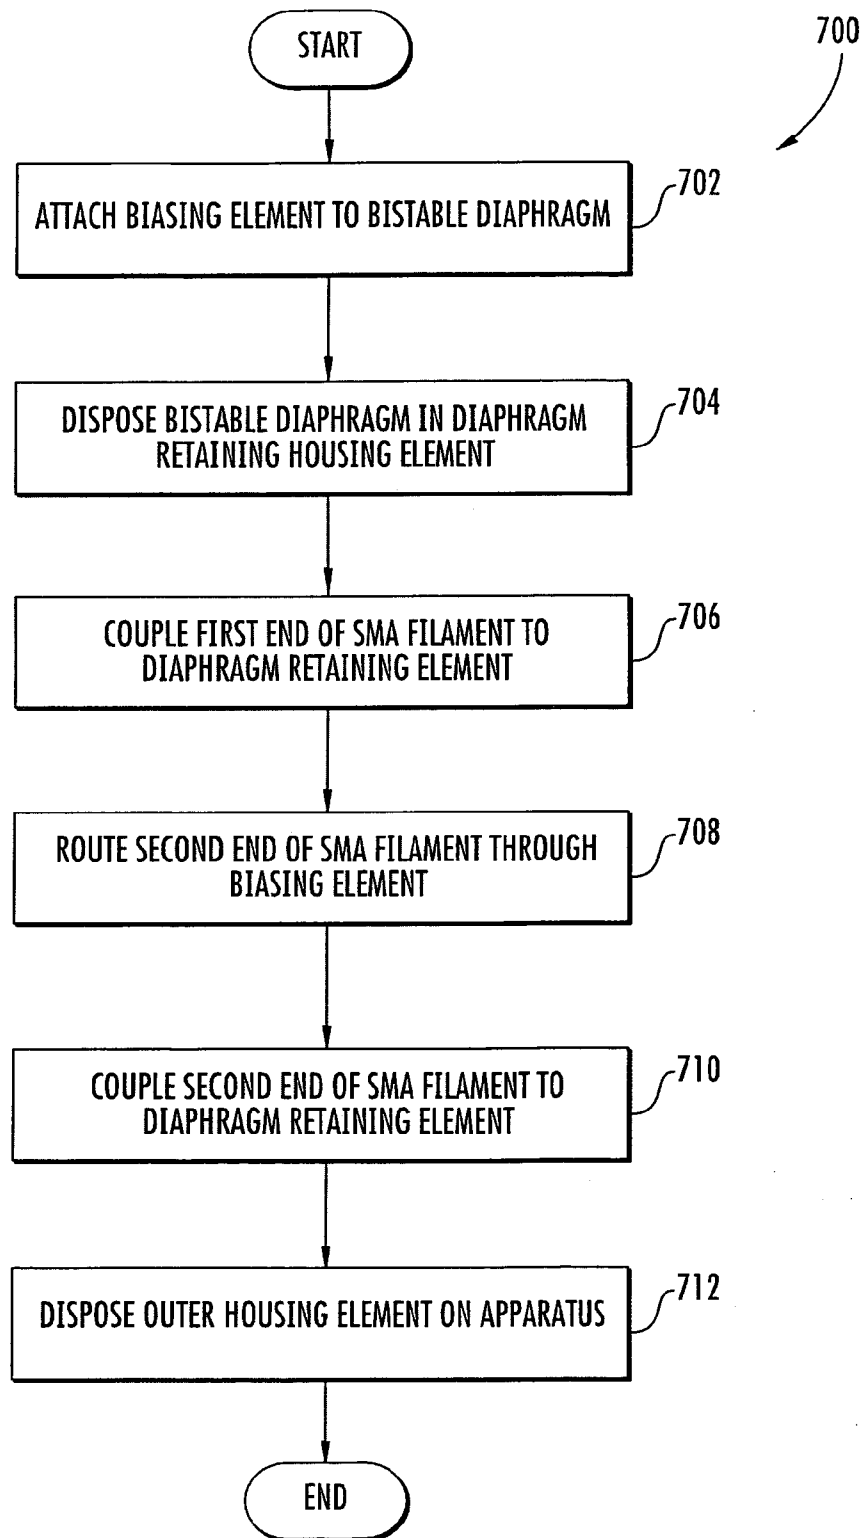 START
700
ATTACH BIASING ELEMENT TO BISTABLE DIAPHRAGM
702
DISPOSE BISTABLE DIAPHRAGM IN DIAPHRAGM
RETAINING HOUSING ELEMENT
704
COUPLE FIRST END OF SMA FILAMENT TO
DIAPHRAGM RETAINING ELEMENT
706
ROUTE SECOND END OF SMA FILAMENT THROUGH
BIASING ELEMENT
708
COUPLE SECOND END OF SMA FILAMENT TO
DIAPHRAGM RETAINING ELEMENT
710
DISPOSE OUTER HOUSING ELEMENT ON APPARATUS
712
END